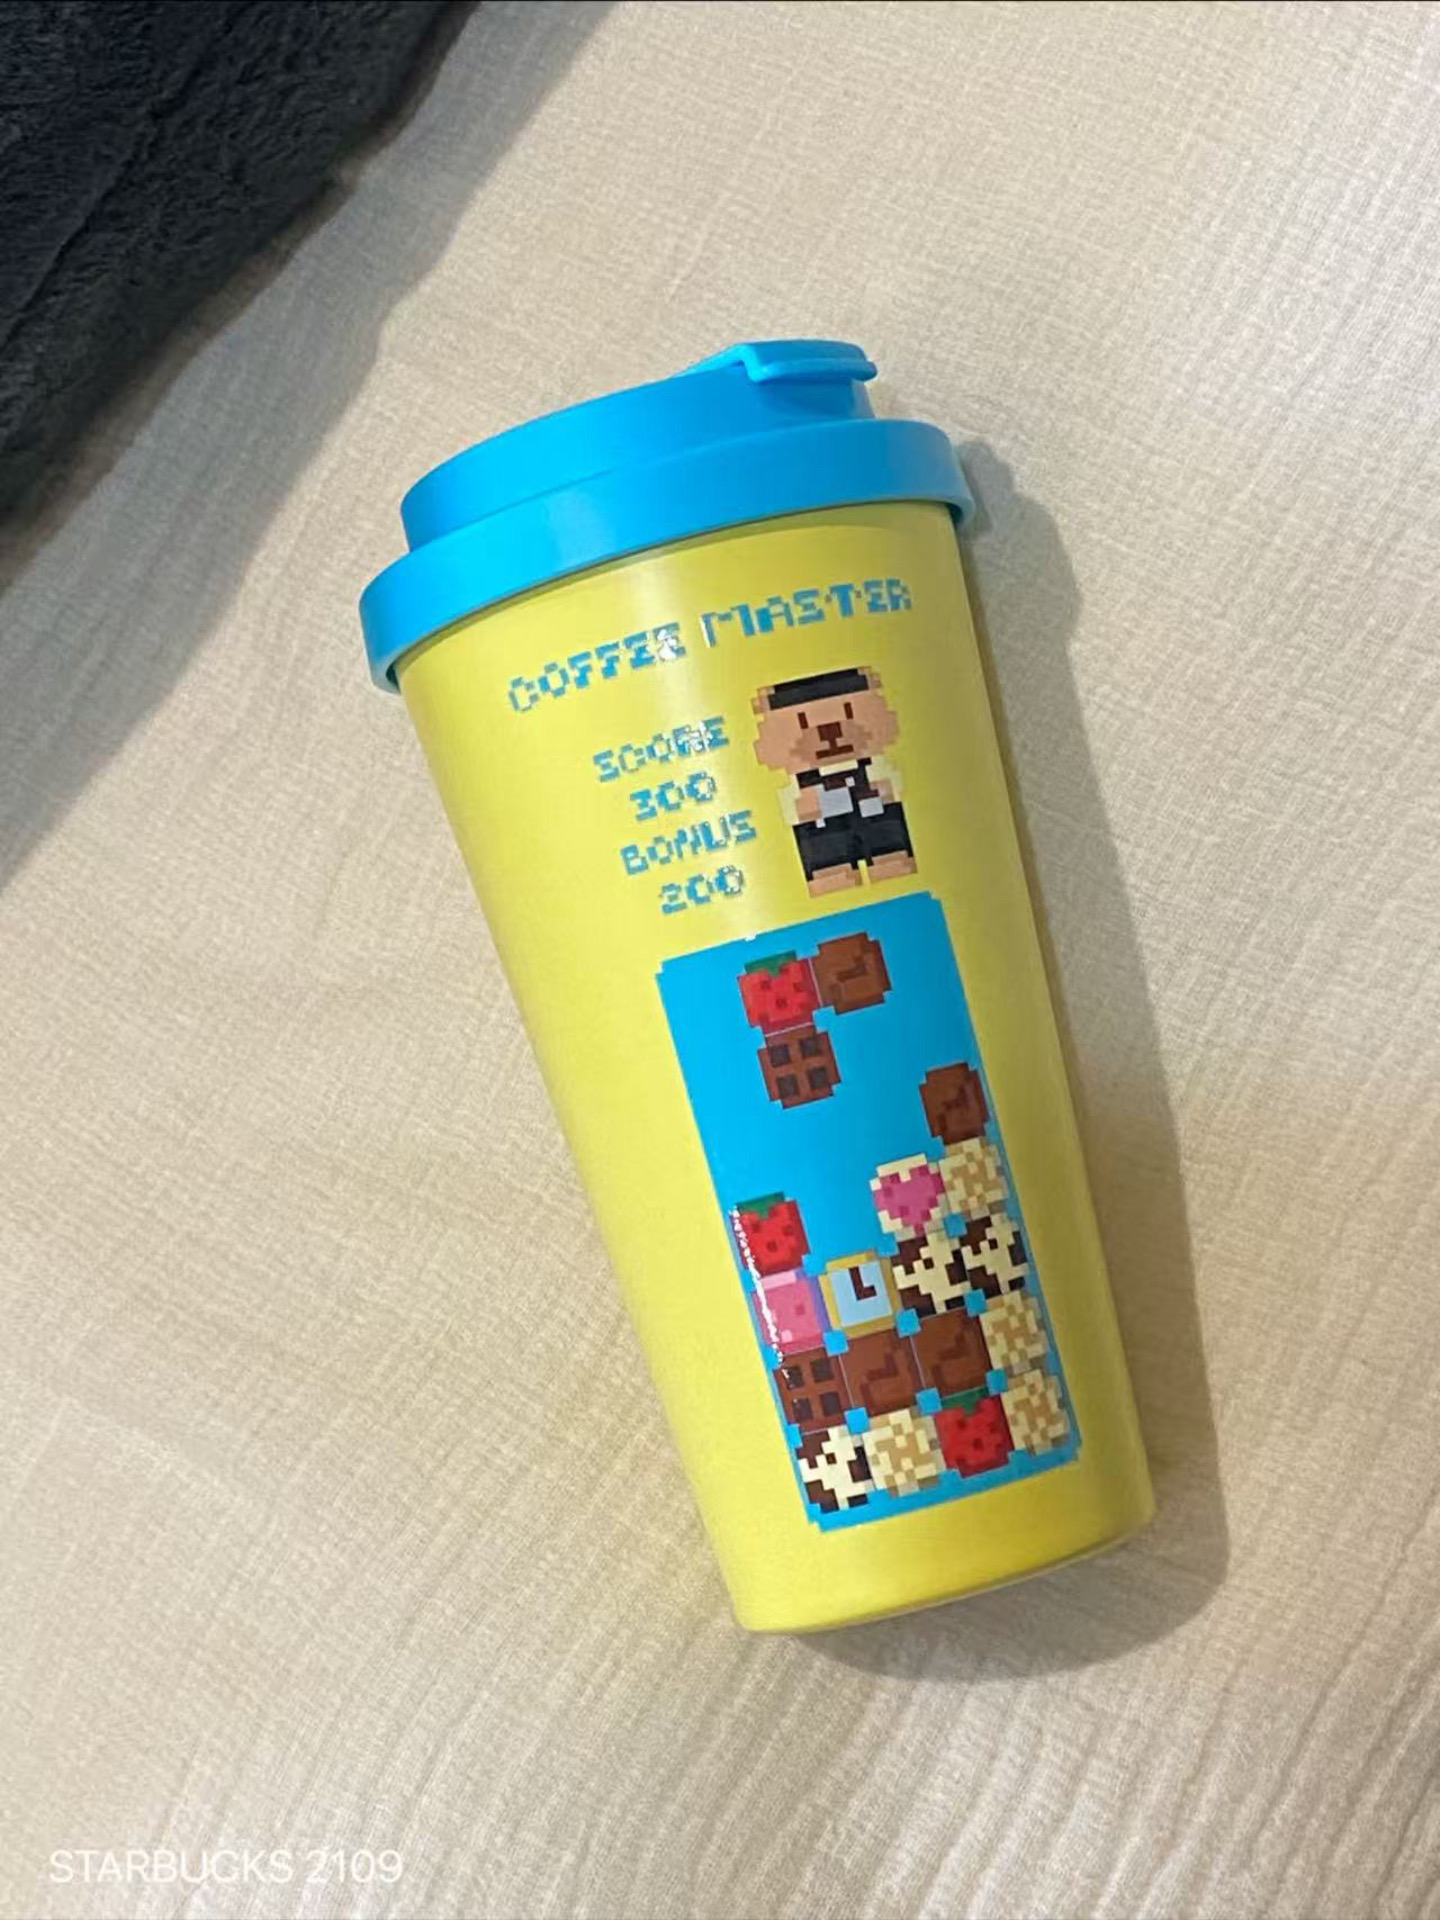 COFFEE MASTER
SCORE
300
BONUS
200
STARBUCKS 2109